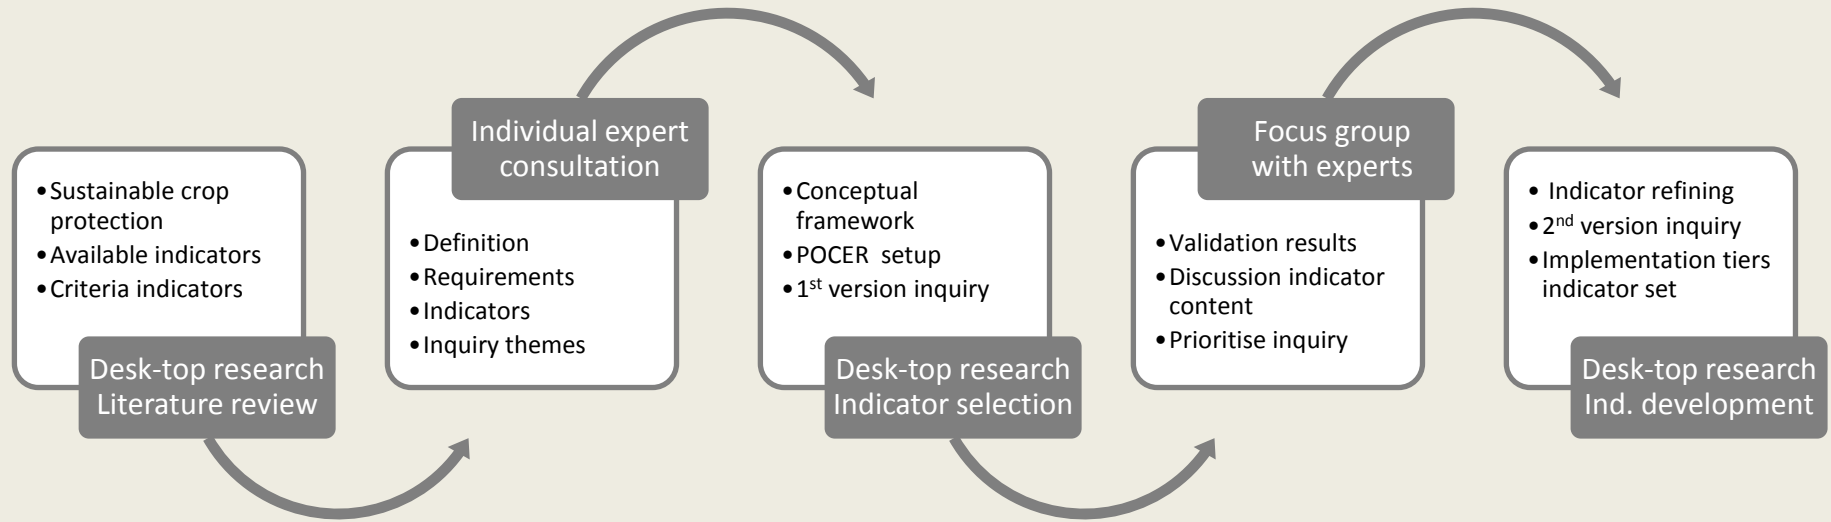 • Sustainable crop
protection
• Available indicators
• Criteria indicators
Desk-top research
Literature review
Individual expert
consultation
• Definition
• Requirements
• Indicators
• Inquiry themes
• Conceptual
framework
• POCER setup
• 1st version inquiry
Desk-top research
Indicator selection
Focus group
with experts
• Validation results
• Discussion indicator
content
• Prioritise inquiry
• Indicator refining
• 2nd version inquiry
• Implementation tiers
indicator set
Desk-top research
Ind. development